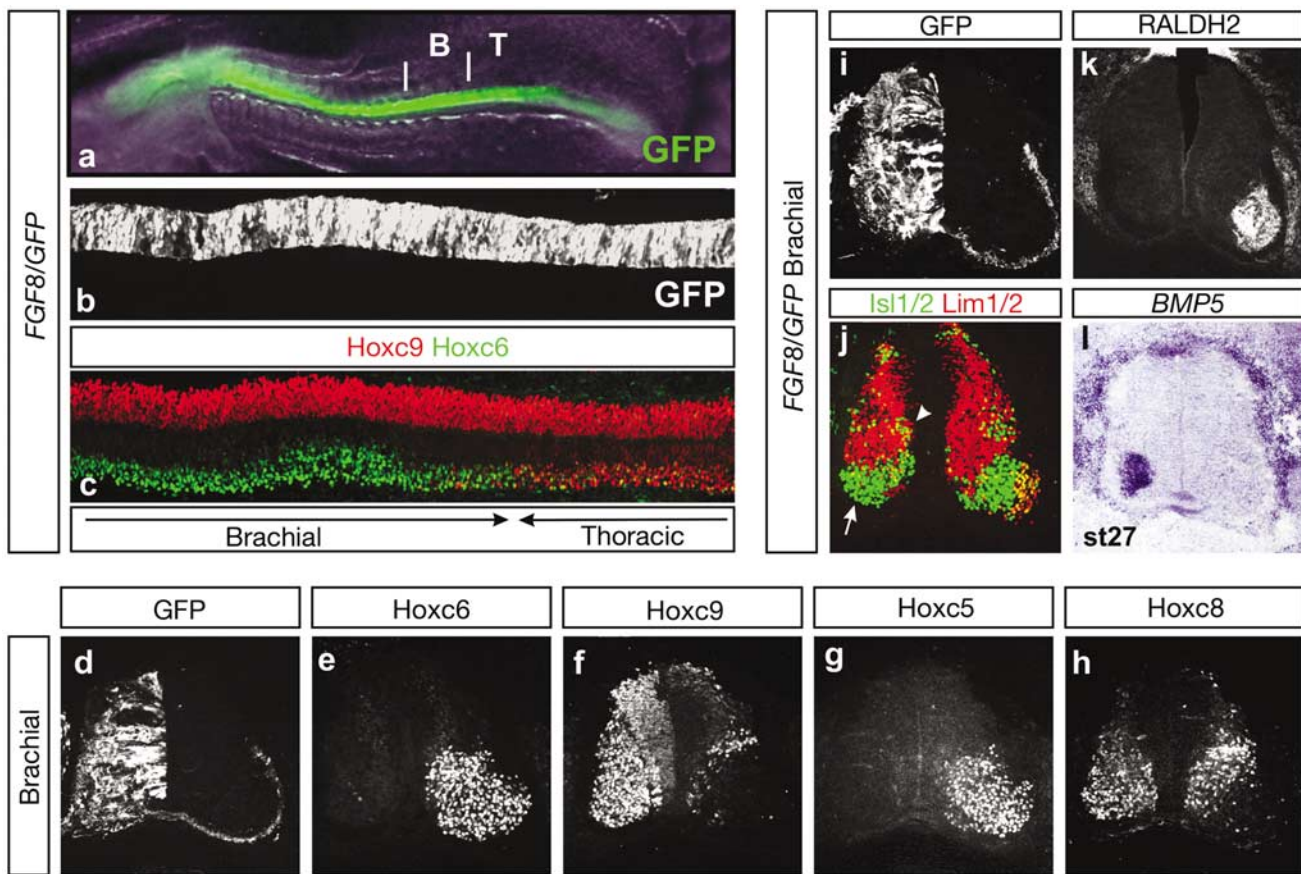 FGF8/GFP
a
B T
GFP
b
GFP
Hoxc9 Hoxc6
c
Brachial Thoracic
FGF8/GFP Brachial
GFP
i
RALDH2
k
Isl1/2 Lim1/2
j
BMP5
l
st27
Brachial
GFP
d
Hoxc6
e
Hoxc9
f
Hoxc5
g
Hoxc8
h